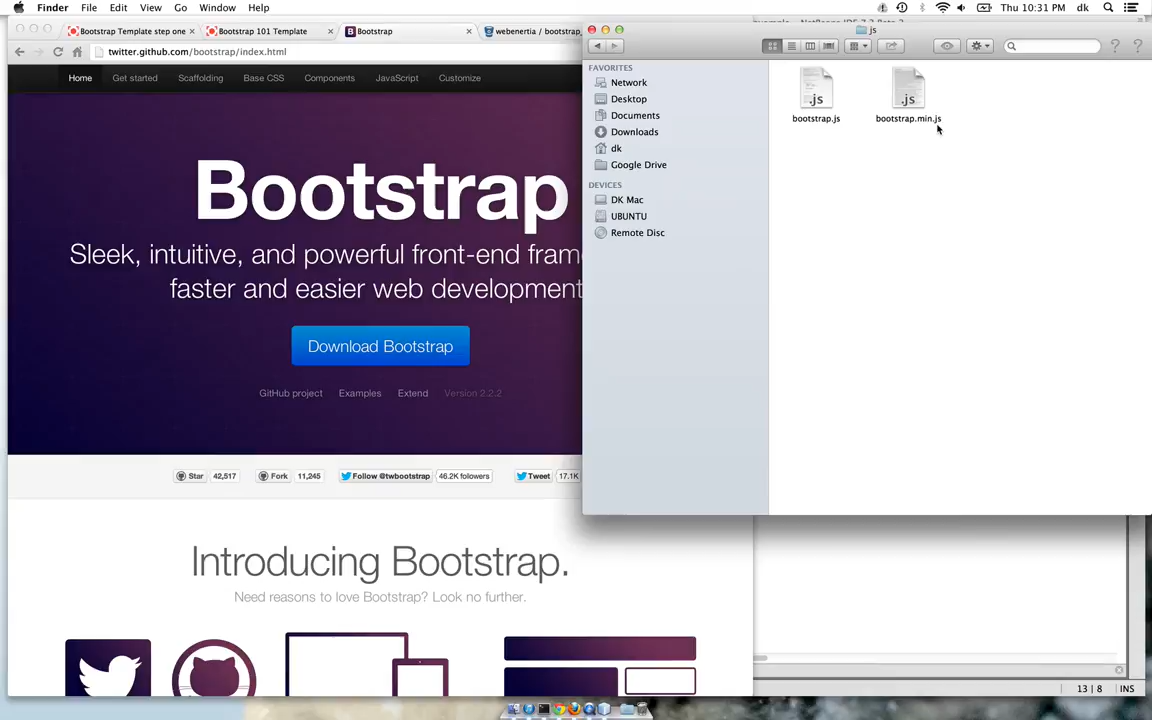 Finder File Edit View Go Window Help
Thu 10:31 PM dk
Bootstrap Template step one
Bootstrap 101 Template
Bootstrap
webenertia / bootstrap
twitter.github.com/bootstrap/index.html
Home Get started Scaffolding Base CSS Components JavaScript Customize
Bootstrap
Sleek, intuitive, and powerful front-end fram
faster and easier web development
Download Bootstrap
GitHub project Examples Extend Version 2.2.2
Star 42,517 Fork 11,245 Follow @twbootstrap 46.2K followers Tweet 17.1K
Introducing Bootstrap.
Need reasons to love Bootstrap? Look no further.
js
FAVORITES
Network
Desktop
Documents
Downloads
dk
Google Drive
DEVICES
DK Mac
UBUNTU
Remote Disc
.js
bootstrap.js
.js
bootstrap.min.js
13 | 8 INS